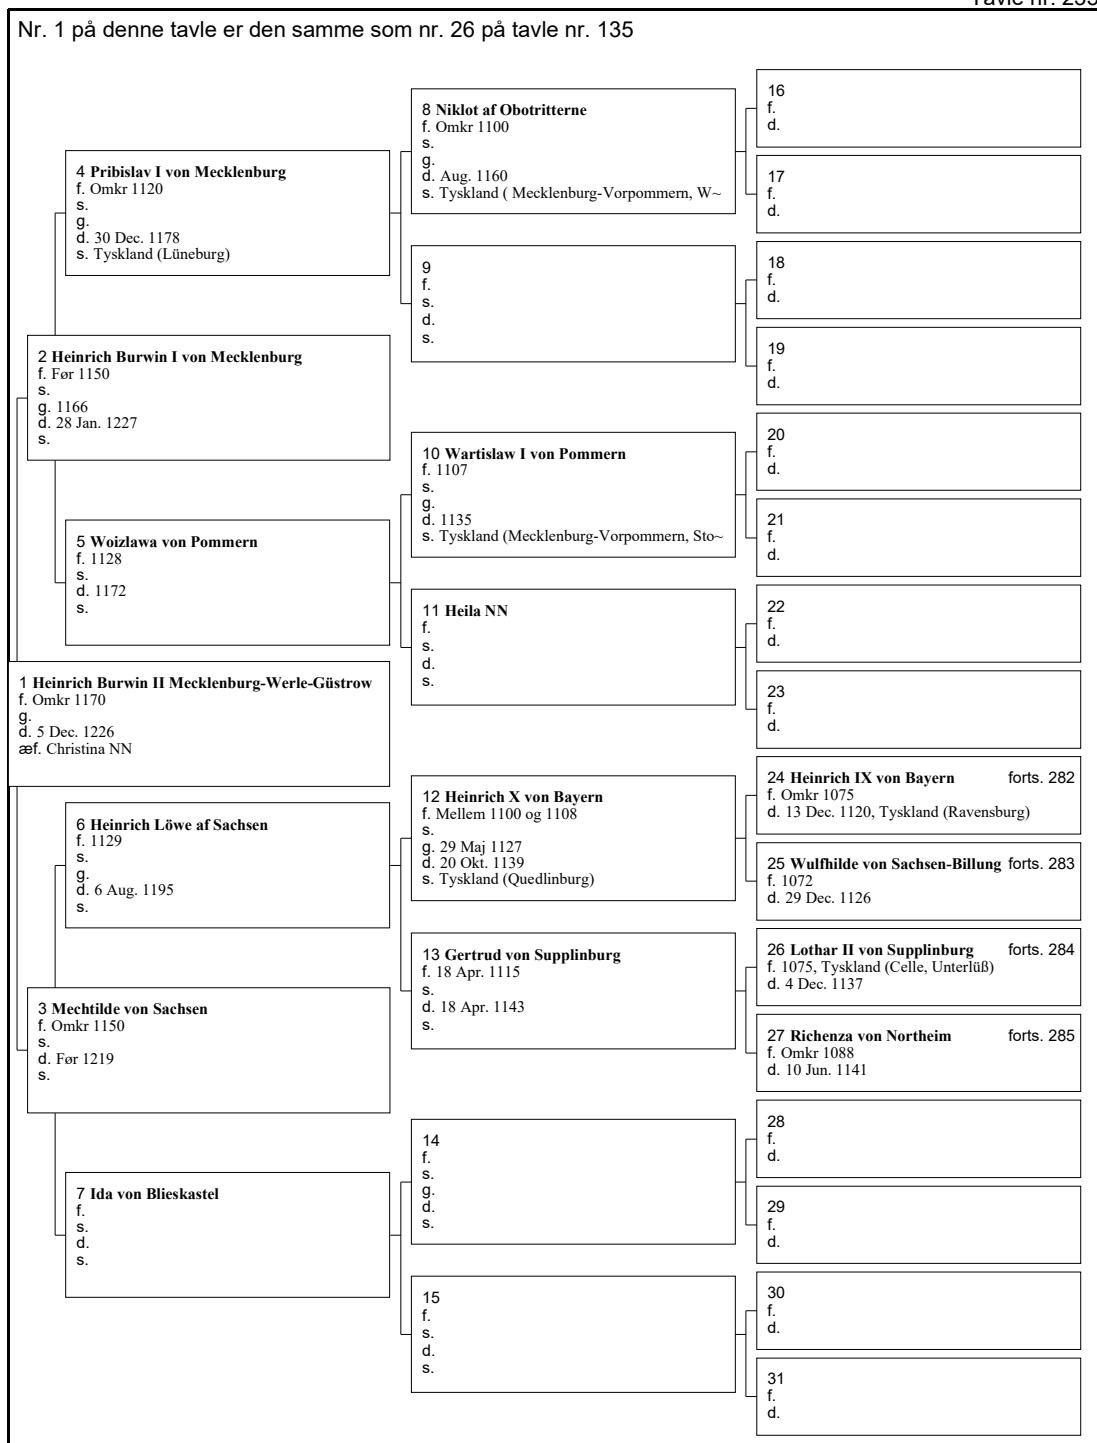 Nr. 1 på denne tavle er den samme som nr. 26 på tavle nr. 135
8 Niklot af Obotritterne
f. Omkr 1100
s.
g.
d. Aug. 1160
s. Tyskland ( Mecklenburg-Vorpommern, W~
16
f.
d.
17
f.
d.
4 Pribislav I von Mecklenburg
f. Omkr 1120
s.
g.
d. 30 Dec. 1178
s. Tyskland (Lüneburg)
9
f.
s.
d.
s.
18
f.
d.
19
f.
d.
2 Heinrich Burwin I von Mecklenburg
f. Før 1150
s.
g. 1166
d. 28 Jan. 1227
s.
10 Wartislaw I von Pommern
f. 1107
s.
g.
d. 1135
s. Tyskland (Mecklenburg-Vorpommern, Sto~
20
f.
d.
21
f.
d.
5 Woizlawa von Pommern
f. 1128
s.
d. 1172
s.
11 Heila NN
f.
s.
d.
s.
22
f.
d.
23
f.
d.
1 Heinrich Burwin II Mecklenburg-Werle-Güstrow
f. Omkr 1170
g.
d. 5 Dec. 1226
æf. Christina NN
12 Heinrich X von Bayern
f. Mellem 1100 og 1108
s.
g. 29 Maj 1127
d. 20 Okt. 1139
s. Tyskland (Quedlinburg)
24 Heinrich IX von Bayern forts. 282
f. Omkr 1075
d. 13 Dec. 1120, Tyskland (Ravensburg)
25 Wulfhilde von Sachsen-Billung forts. 283
f. 1072
d. 29 Dec. 1126
6 Heinrich Löwe af Sachsen
f. 1129
s.
g.
d. 6 Aug. 1195
s.
13 Gertrud von Supplinburg
f. 18 Apr. 1115
s.
d. 18 Apr. 1143
s.
26 Lothar II von Supplinburg forts. 284
f. 1075, Tyskland (Celle, Unterlüß)
d. 4 Dec. 1137
27 Richenza von Northeim forts. 285
f. Omkr 1088
d. 10 Jun. 1141
3 Mechtilde von Sachsen
f. Omkr 1150
s.
d. Før 1219
s.
14
f.
s.
g.
d.
s.
28
f.
d.
29
f.
d.
7 Ida von Blieskastel
f.
s.
d.
s.
15
f.
s.
d.
s.
30
f.
d.
31
f.
d.